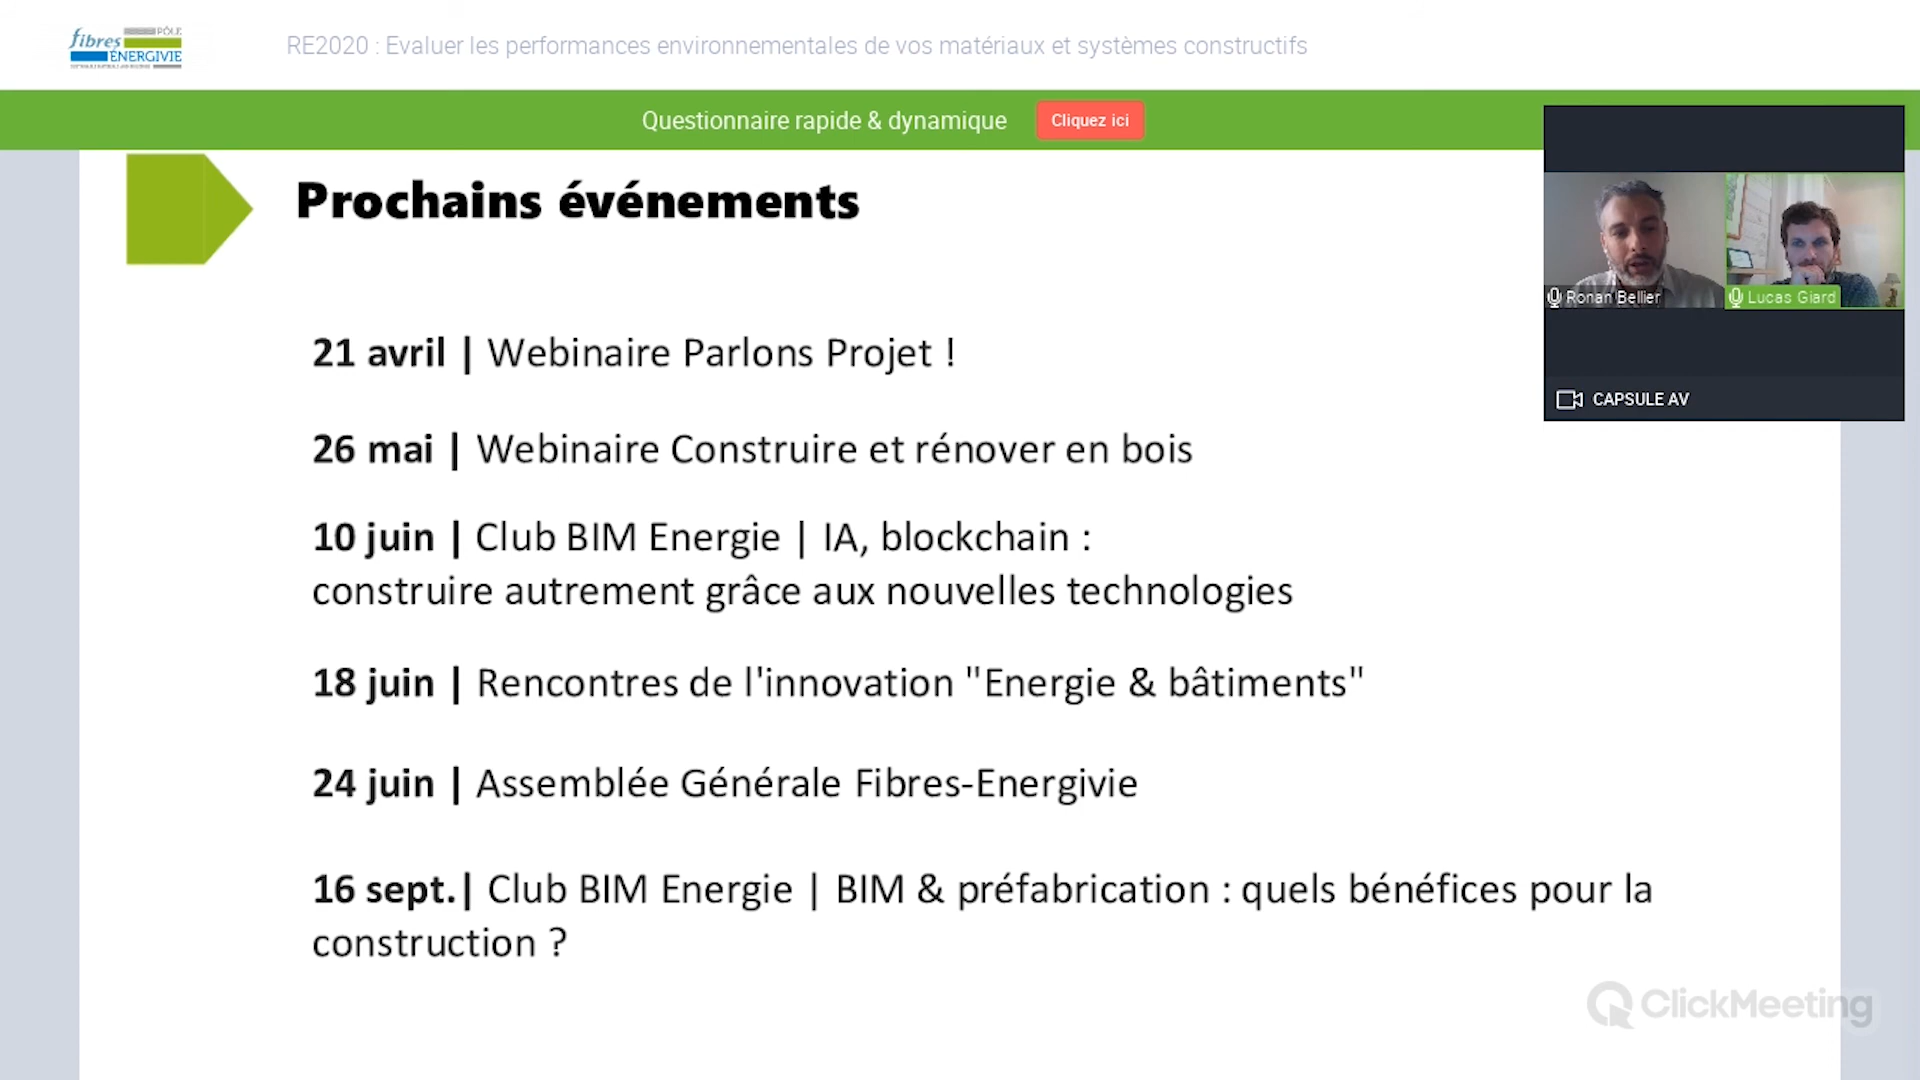 fibres PÔLE
ÉNERGIVIE
RE2020 : Evaluer les performances environnementales de vos matériaux et systèmes constructifs
Questionnaire rapide & dynamique Cliquez ici
Prochains événements
Ronan Bellier Lucas Giard
CAPSULE AV
21 avril | Webinaire Parlons Projet !
26 mai | Webinaire Construire et rénover en bois
10 juin | Club BIM Energie | IA, blockchain :
construire autrement grâce aux nouvelles technologies
18 juin | Rencontres de l'innovation "Energie & bâtiments"
24 juin | Assemblée Générale Fibres-Energivie
16 sept.| Club BIM Energie | BIM & préfabrication : quels bénéfices pour la
construction ?
ClickMeeting